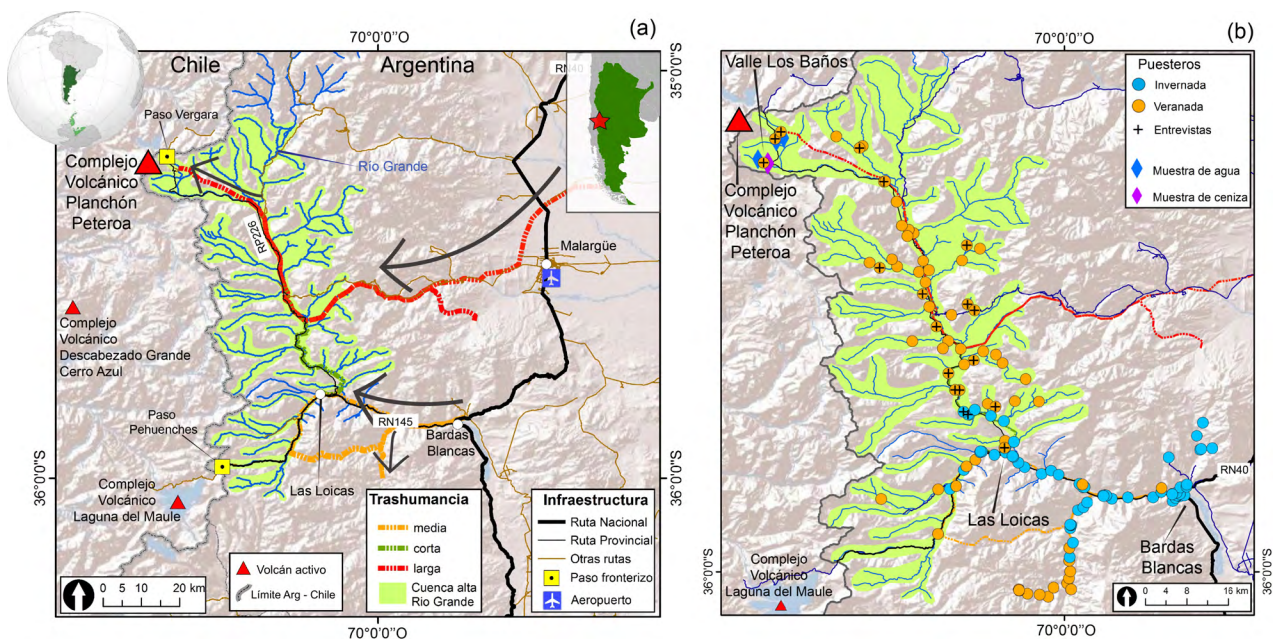 (a)
70°0'0"O
Chile
Argentina
RN40
35°0'0"S
Paso Vergara
Río Grande
Complejo
Volcánico
Planchón
Peteroa
RP226
Malargüe
Complejo
Volcánico
Descabezado Grande
Cerro Azul
Paso
Pehuenches
RN145
Bardas
Blancas
Las Loicas
36°0'0"S
Complejo
Volcánico
Laguna del Maule
Volcán activo
Límite Arg - Chile
Trashumancia
media
corta
larga
Cuenca alta
Río Grande
Infraestructura
Ruta Nacional
Ruta Provincial
Otras rutas
Paso fronterizo
Aeropuerto
0 5 10 20 km
70°0'0"O
36°0'0"S
(b)
70°0'0"O
Valle Los Baños
Puesteros
Invernada
Veranada
Entrevistas
Muestra de agua
Muestra de ceniza
Complejo
Volcánico
Planchón
Peteroa
RN40
Las Loicas
Bardas
Blancas
Complejo
Volcánico
Laguna del Maule
36°0'0"S
0 4 8 16 km
70°0'0"O
36°0'0"S